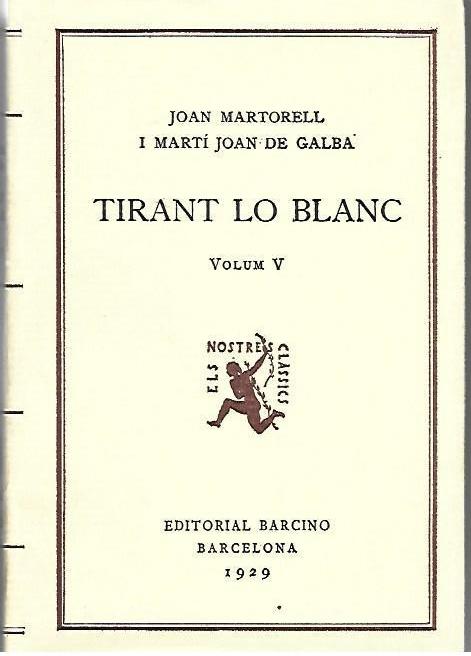 JOAN MARTORELL
I MARTÍ JOAN DE GALBA
TIRANT LO BLANC
VOLUM V
ELS NOSTRES CLÀSSICS
EDITORIAL BARCINO
BARCELONA
1929